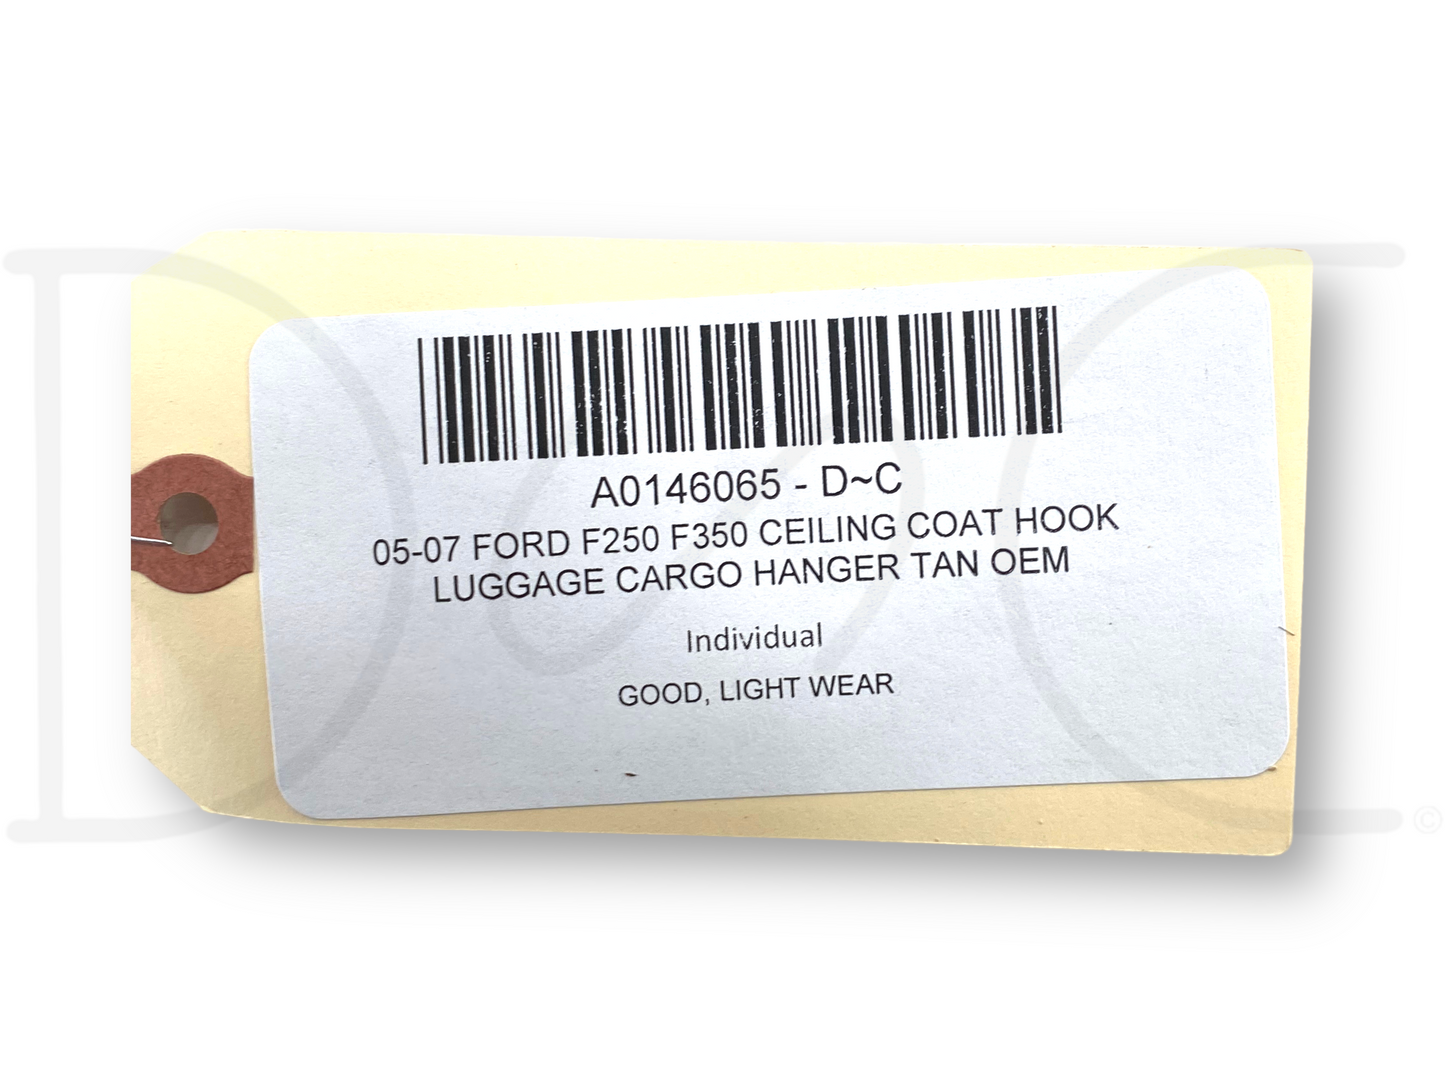 A0146065 - D~C
05-07 FORD F250 F350 CEILING COAT HOOK
LUGGAGE CARGO HANGER TAN OEM
Individual
GOOD, LIGHT WEAR
D~C ©